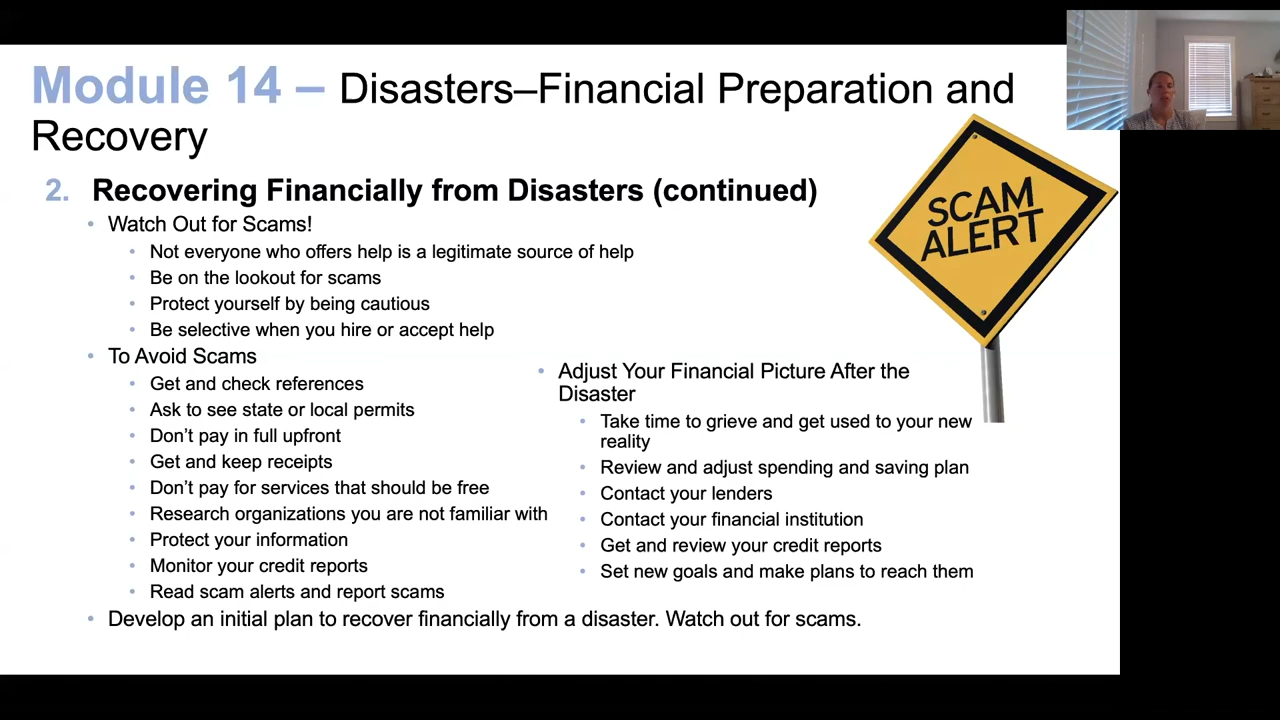 Module 14 – Disasters–Financial Preparation and
Recovery
2. Recovering Financially from Disasters (continued)
• Watch Out for Scams!
• Not everyone who offers help is a legitimate source of help
• Be on the lookout for scams
• Protect yourself by being cautious
• Be selective when you hire or accept help
• To Avoid Scams
• Get and check references
• Ask to see state or local permits
• Don’t pay in full upfront
• Get and keep receipts
• Don’t pay for services that should be free
• Research organizations you are not familiar with
• Protect your information
• Monitor your credit reports
• Read scam alerts and report scams
• Adjust Your Financial Picture After the
Disaster
• Take time to grieve and get used to your new
reality
• Review and adjust spending and saving plan
• Contact your lenders
• Contact your financial institution
• Get and review your credit reports
• Set new goals and make plans to reach them
• Develop an initial plan to recover financially from a disaster. Watch out for scams.
SCAM
ALERT